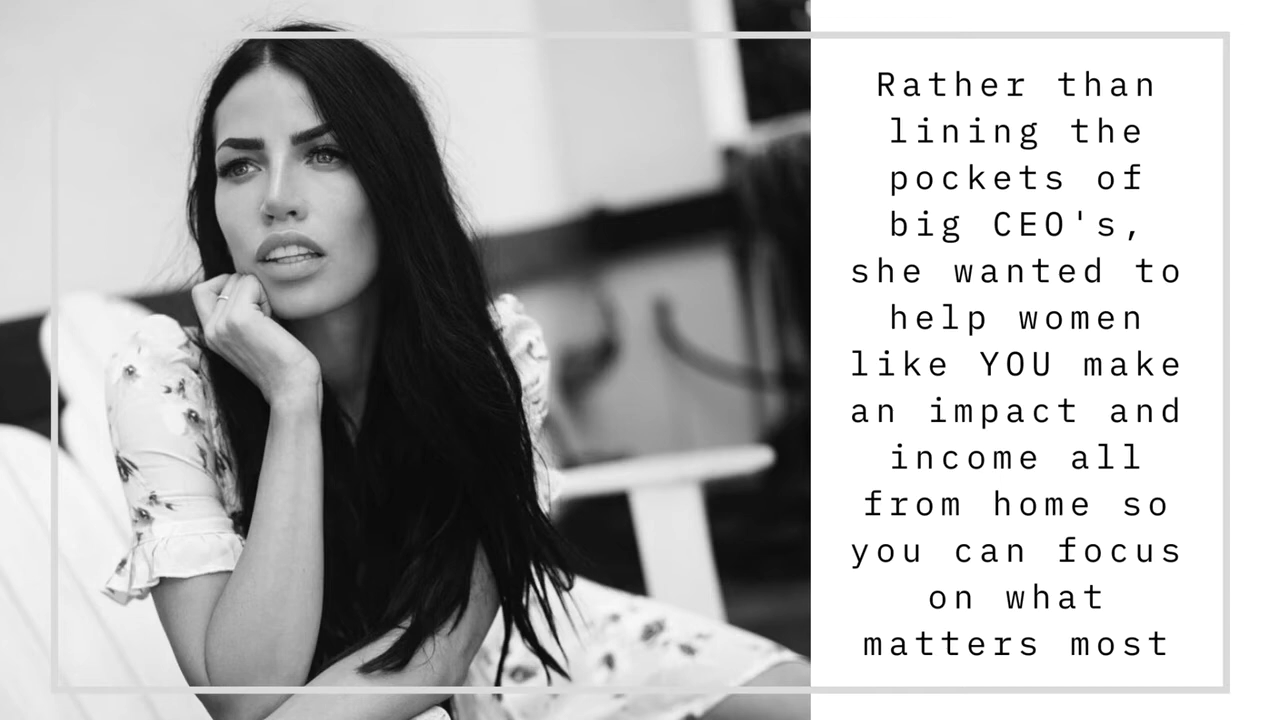 Rather than
lining the
pockets of
big CEO's,
she wanted to
help women
like YOU make
an impact and
income all
from home so
you can focus
on what
matters most